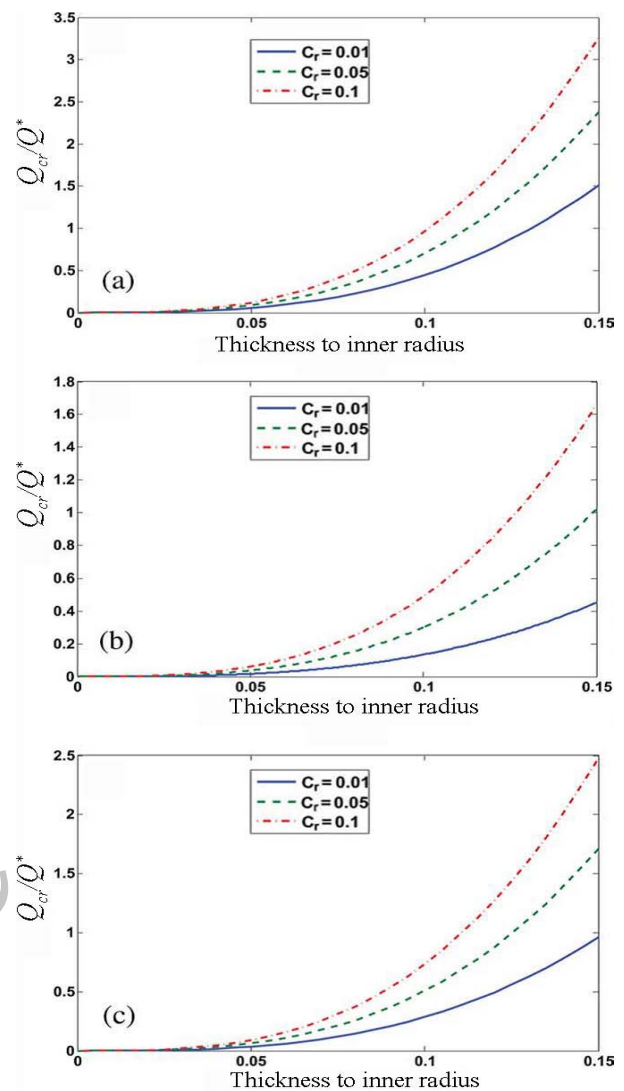 3.5
3
2.5
2
1.5
1
0.5
0
Q_cr/Q*
C_r = 0.01
C_r = 0.05
C_r = 0.1
(a)
0 0.05 0.1 0.15
Thickness to inner radius
1.8
1.6
1.4
1.2
1
0.8
0.6
0.4
0.2
0
Q_cr/Q*
C_r = 0.01
C_r = 0.05
C_r = 0.1
(b)
0 0.05 0.1 0.15
Thickness to inner radius
2.5
2
1.5
1
0.5
0
Q_cr/Q*
C_r = 0.01
C_r = 0.05
C_r = 0.1
(c)
0 0.05 0.1 0.15
Thickness to inner radius